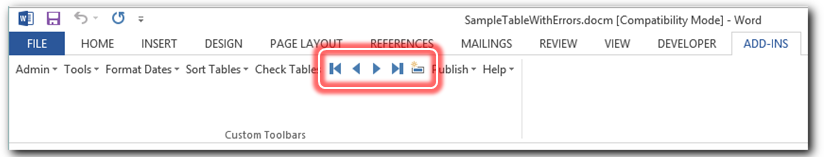 SampleTableWithErrors.docm [Compatibility Mode] - Word
FILE HOME INSERT DESIGN PAGE LAYOUT REFERENCES MAILINGS REVIEW VIEW DEVELOPER ADD-INS
Admin Tools Format Dates Sort Tables Check Table Publish Help
Custom Toolbars